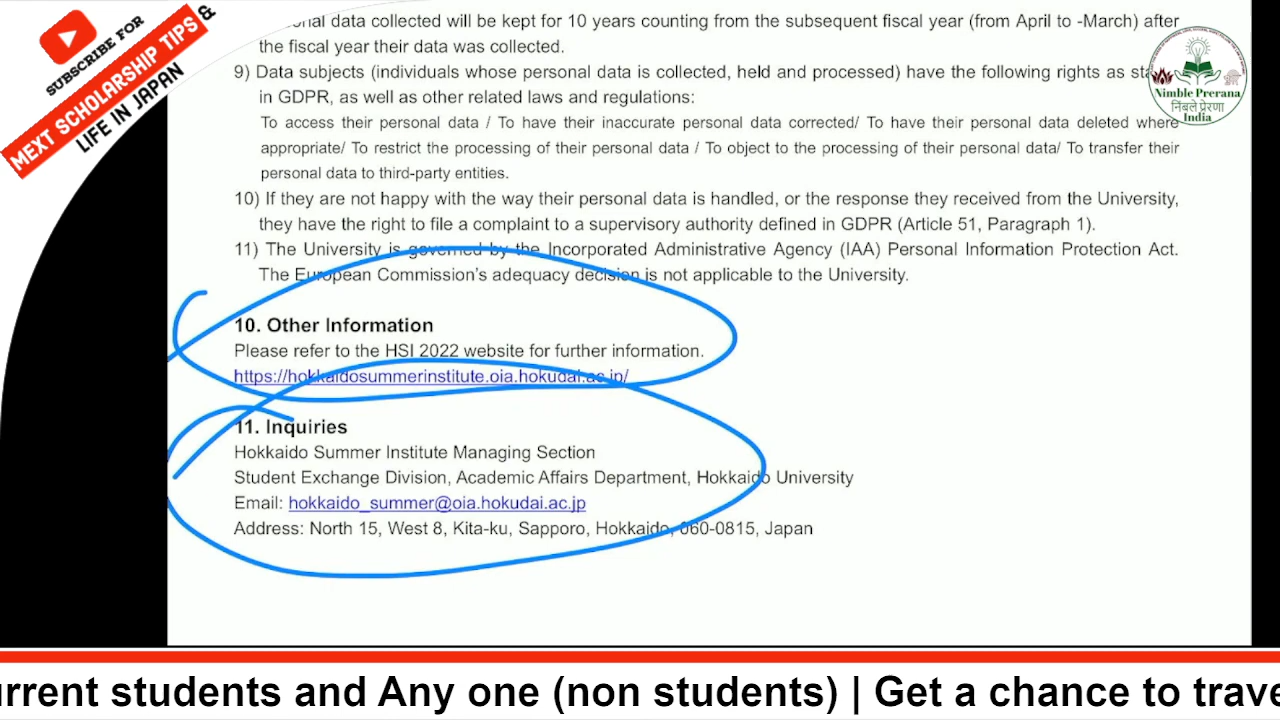 SUBSCRIBE FOR
MEXT SCHOLARSHIP TIPS &
LIFE IN JAPAN
data collected will be kept for 10 years counting from the subsequent fiscal year (from April to -March) after
the fiscal year their data was collected.
9) Data subjects (individuals whose personal data is collected, held and processed) have the following rights as
in GDPR, as well as other related laws and regulations:
To access their personal data / To have their inaccurate personal data corrected/ To have their personal data deleted where
appropriate/ To restrict the processing of their personal data / To object to the processing of their personal data/ To transfer their
personal data to third-party entities.
10) If they are not happy with the way their personal data is handled, or the response they received from the University,
they have the right to file a complaint to a supervisory authority defined in GDPR (Article 51, Paragraph 1).
11) The University is governed by the Incorporated Administrative Agency (IAA) Personal Information Protection Act.
The European Commission's adequacy decision is not applicable to the University.
Nimble Prerana
निंबले प्रेरणा
India
10. Other Information
Please refer to the HSI 2022 website for further information.
https://hokkaidosummerinstitute.oia.hokudai.ac.jp/
11. Inquiries
Hokkaido Summer Institute Managing Section
Student Exchange Division, Academic Affairs Department, Hokkaido University
Email: hokkaido_summer@oia.hokudai.ac.jp
Address: North 15, West 8, Kita-ku, Sapporo, Hokkaido, 060-0815, Japan
students and Any one (non students) | Get a chance to